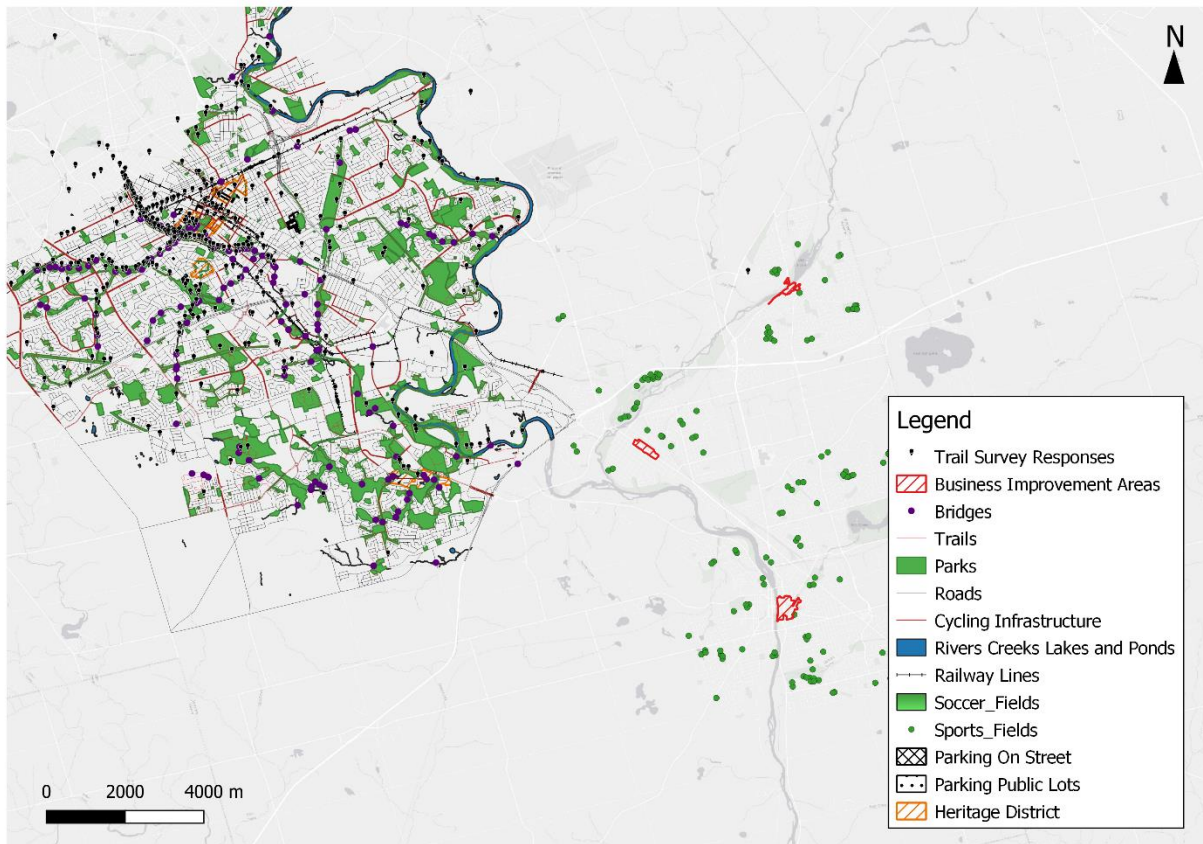 N
Legend
Trail Survey Responses
Business Improvement Areas
Bridges
Trails
Parks
Roads
Cycling Infrastructure
Rivers Creeks Lakes and Ponds
Railway Lines
Soccer_Fields
Sports_Fields
Parking On Street
Parking Public Lots
Heritage District
0 2000 4000 m